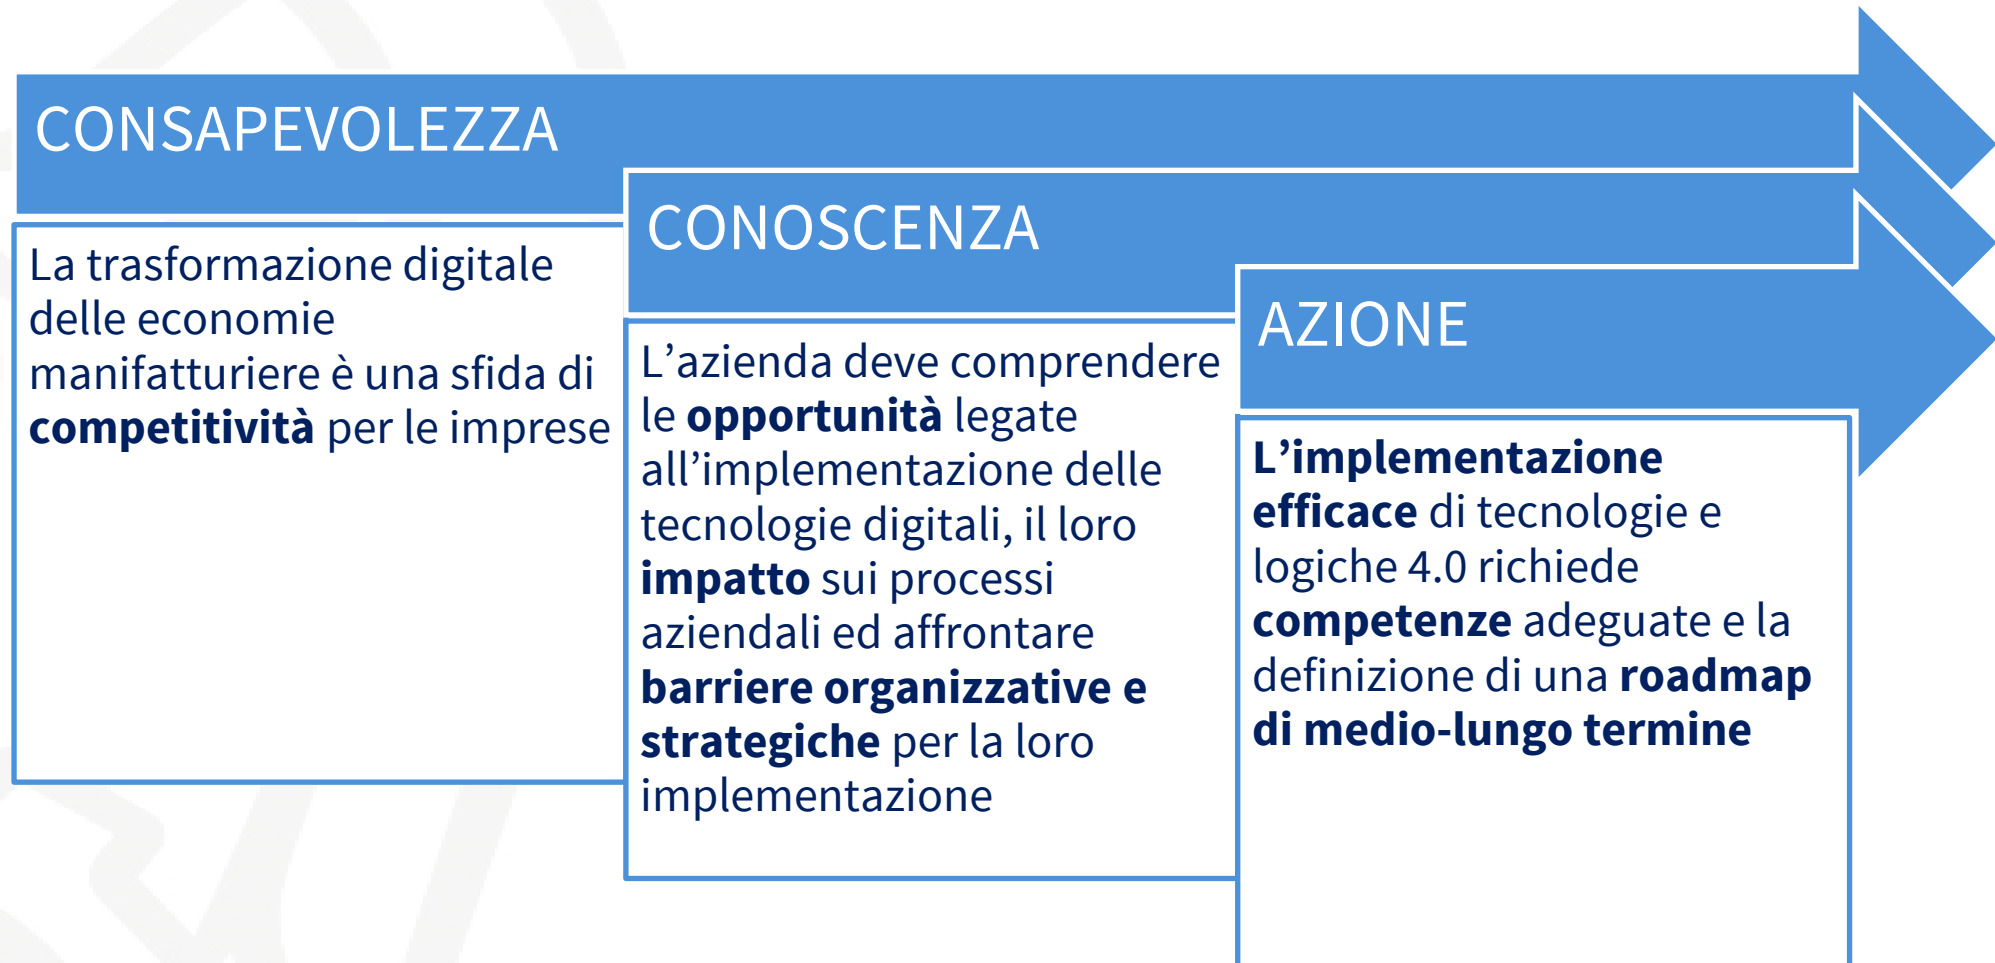 CONSAPEVOLEZZA
La trasformazione digitale
delle economie
manifatturiere è una sfida di
competitività per le imprese
CONOSCENZA
L’azienda deve comprendere
le opportunità legate
all’implementazione delle
tecnologie digitali, il loro
impatto sui processi
aziendali ed affrontare
barriere organizzative e
strategiche per la loro
implementazione
AZIONE
L’implementazione
efficace di tecnologie e
logiche 4.0 richiede
competenze adeguate e la
definizione di una roadmap
di medio-lungo termine